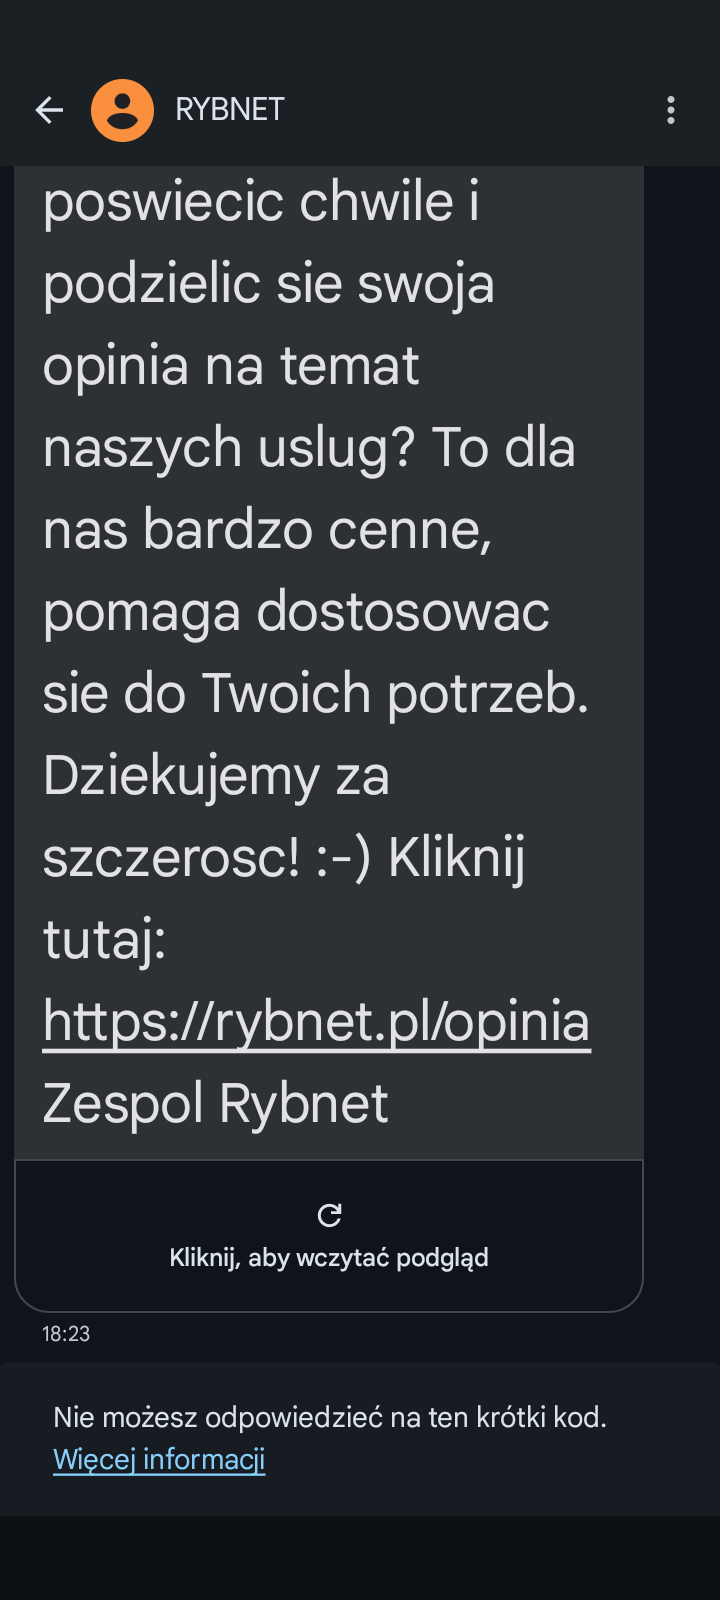 RYBNET
poswiecic chwile i
podzielic sie swoja
opinia na temat
naszych uslug? To dla
nas bardzo cenne,
pomaga dostosowac
sie do Twoich potrzeb.
Dziekujemy za
szczerosc! :-) Kliknij
tutaj:
https://rybnet.pl/opinia
Zespol Rybnet
Kliknij, aby wczytać podgląd
18:23
Nie możesz odpowiedzieć na ten krótki kod.
Więcej informacji